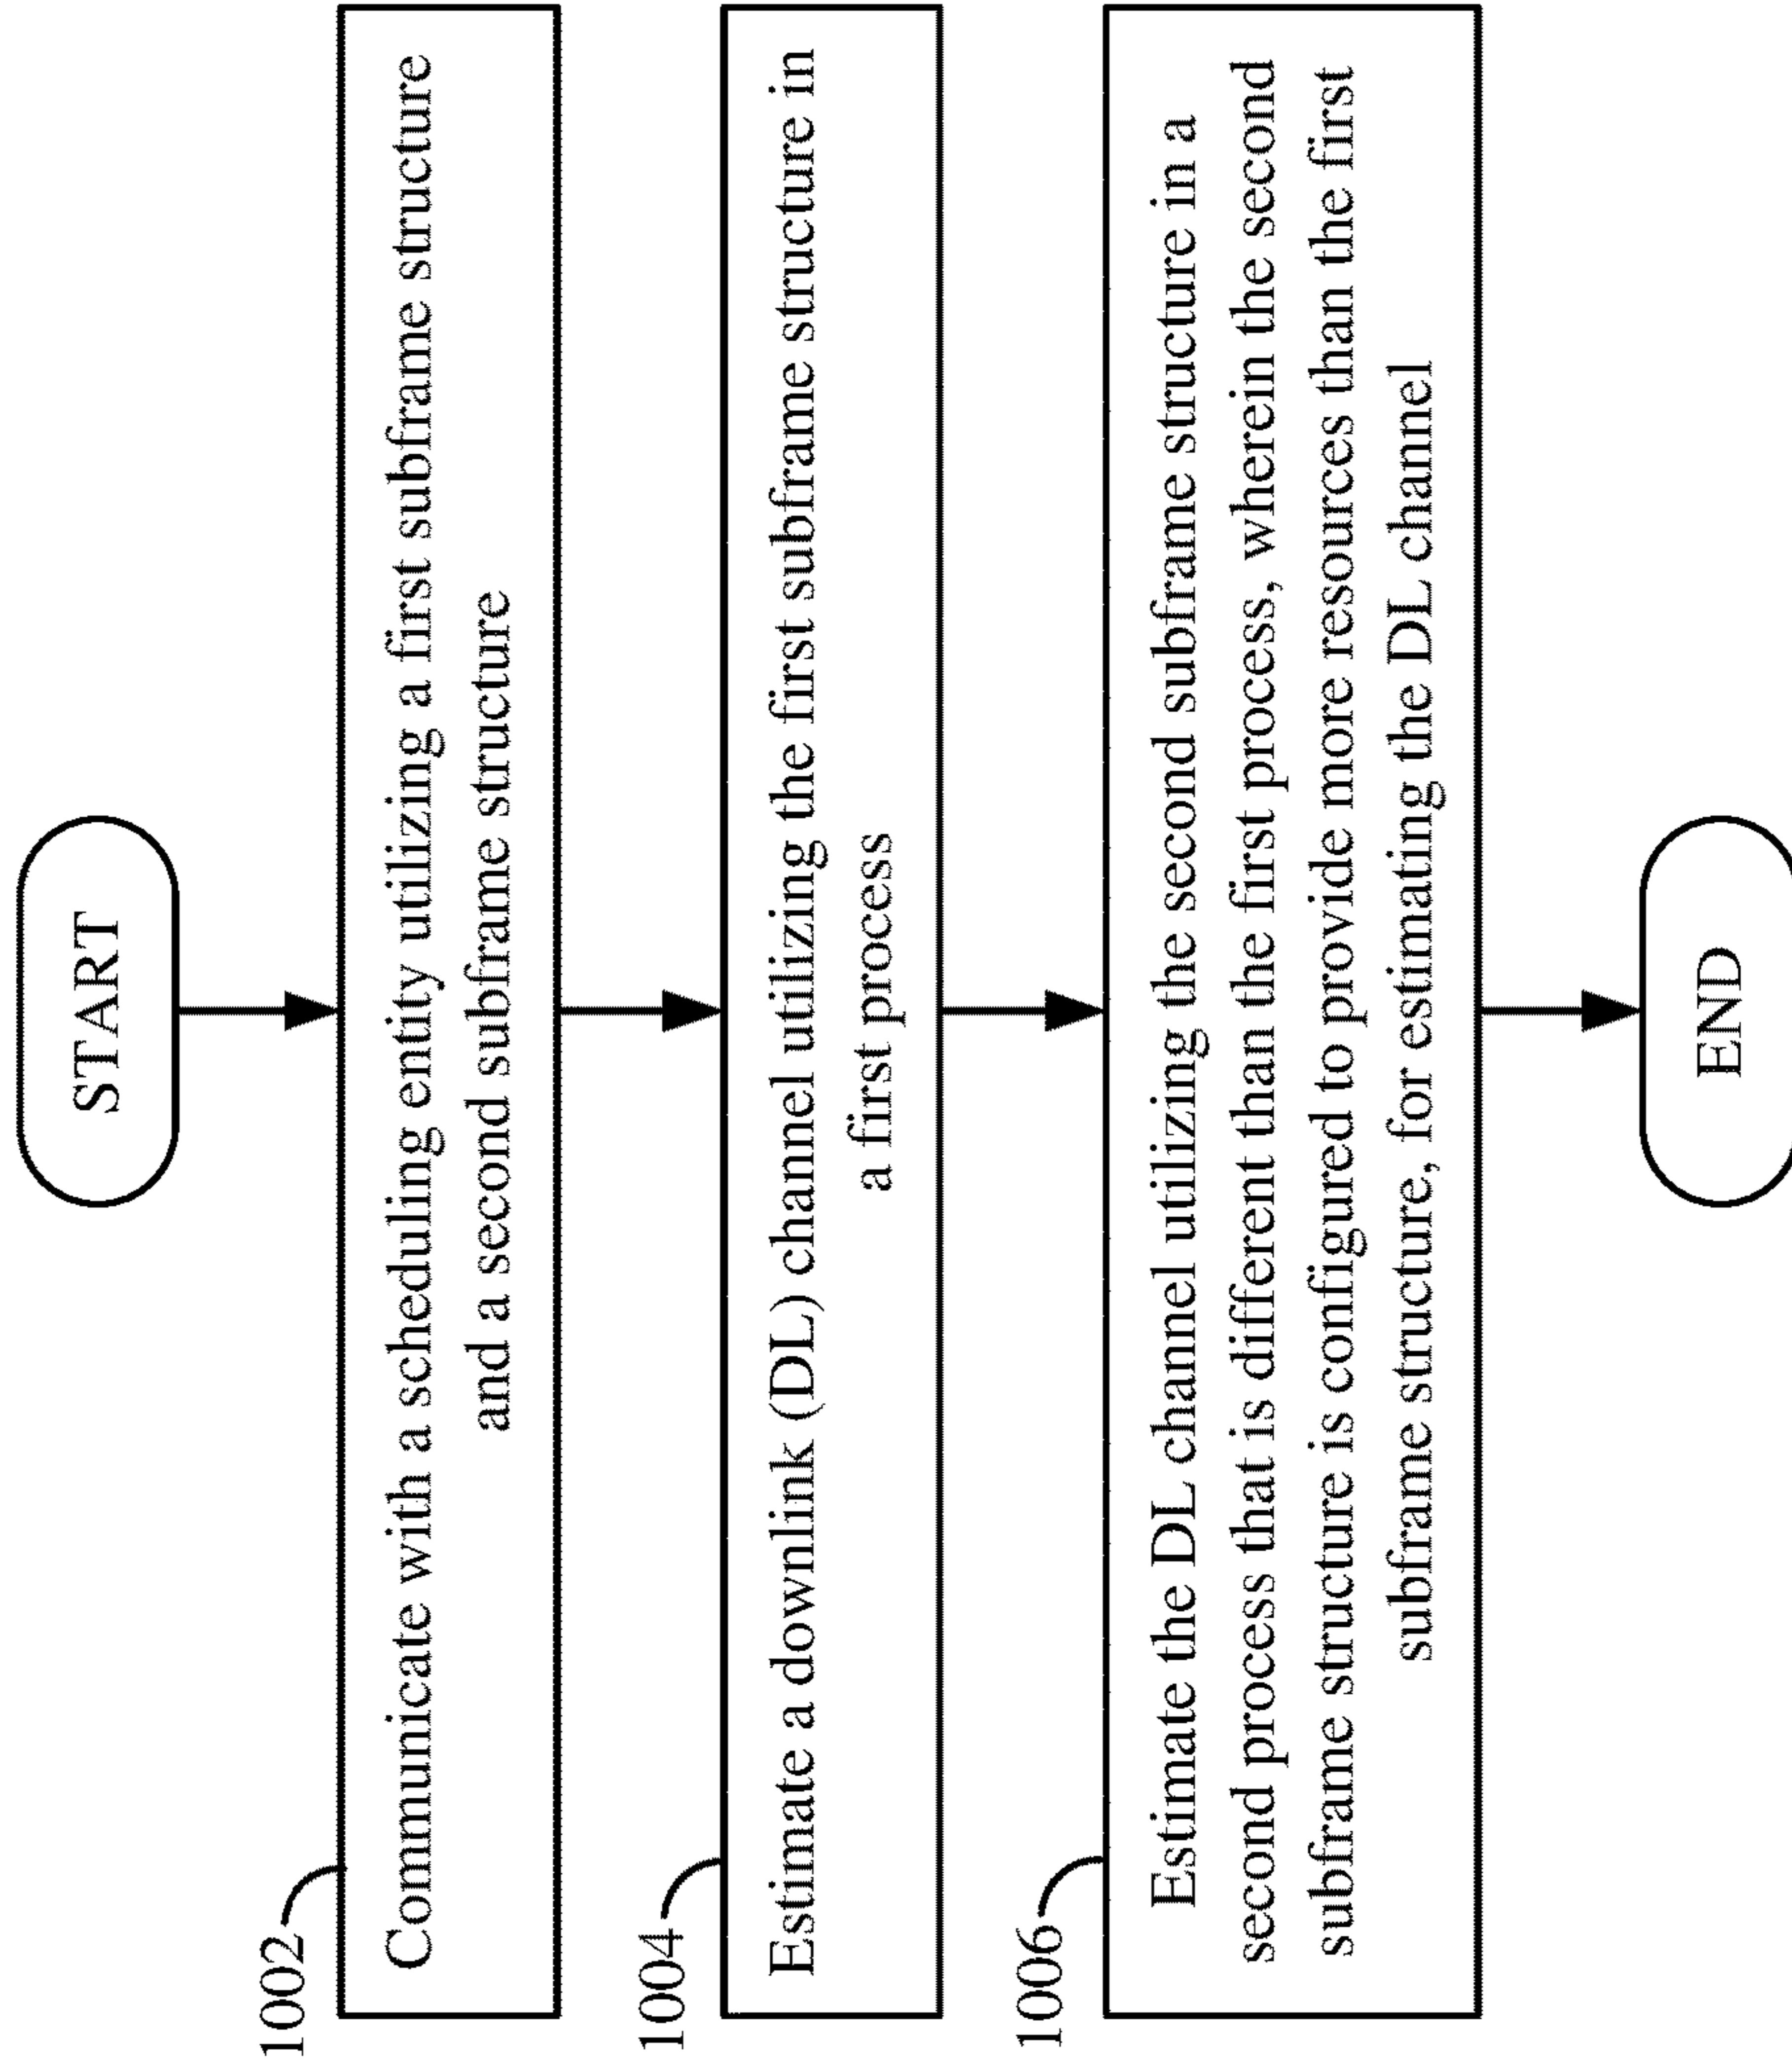 START
1002
Communicate with a scheduling entity utilizing a first subframe structure
and a second subframe structure
1004
Estimate a downlink (DL) channel utilizing the first subframe structure in
a first process
1006
Estimate the DL channel utilizing the second subframe structure in a
second process that is different than the first process, wherein the second
subframe structure is configured to provide more resources than the first
subframe structure, for estimating the DL channel
END